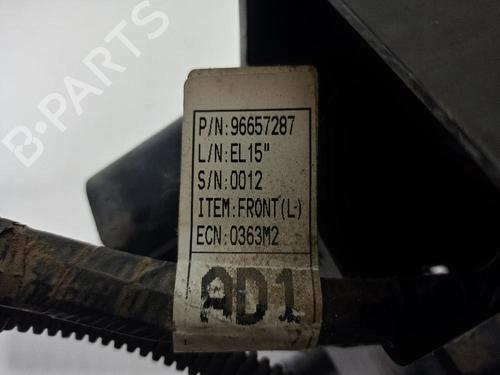 B-PARTS
P/N:96657287
L/N:EL15"
S/N:0012
ITEM:FRONT(L-)
ECN:0363M2
AD1